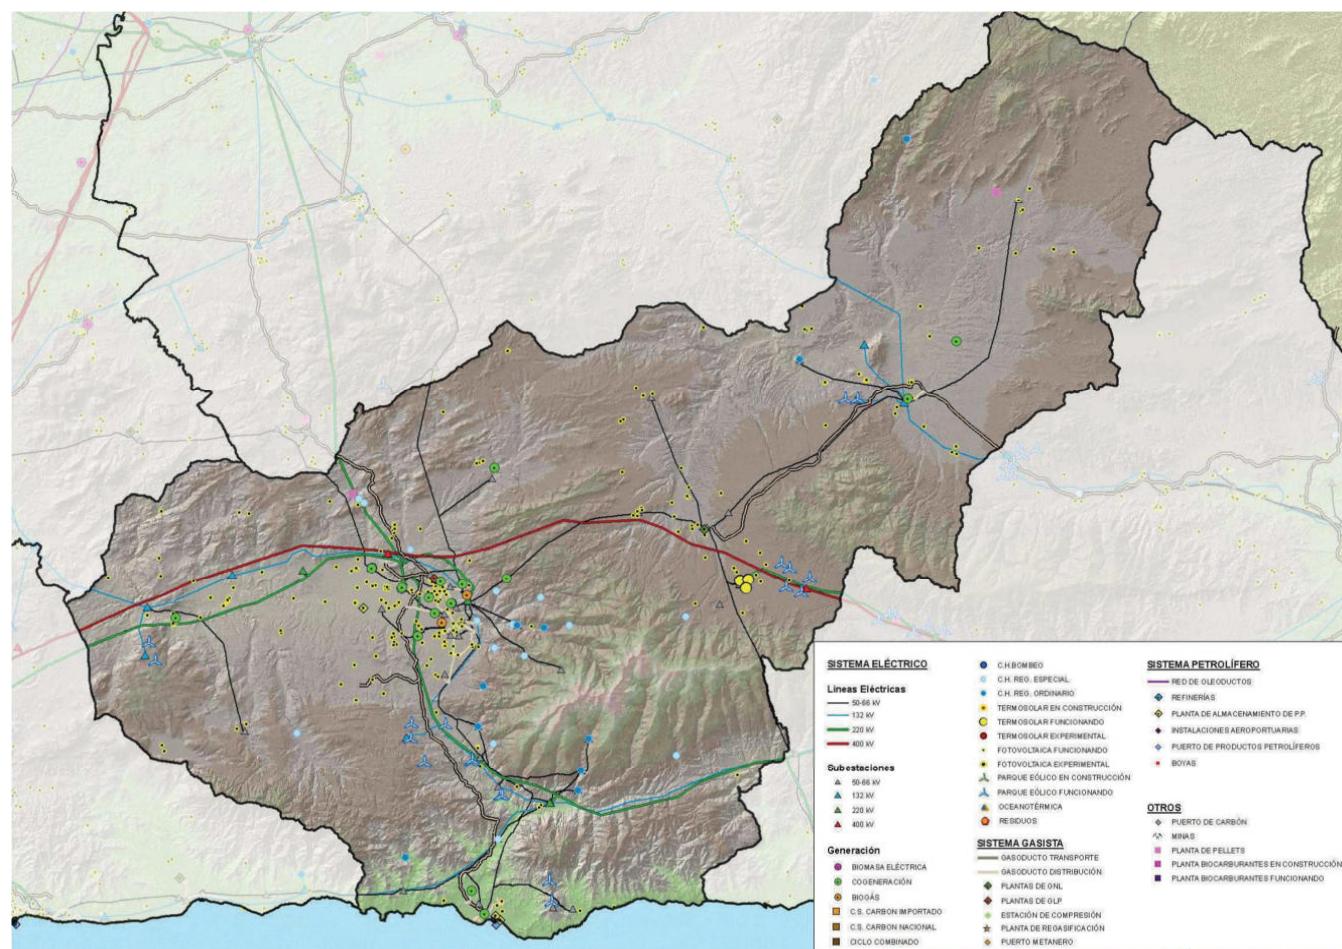 SISTEMA ELÉCTRICO
Lineas Eléctricas
50-66 kV
132 kV
220 kV
400 kV
Subestaciones
50-66 kV
132 kV
220 kV
400 kV
Generación
BIOMASA ELÉCTRICA
COGENERACIÓN
BIOGÁS
C.S. CARBON IMPORTADO
C.S. CARBON NACIONAL
CICLO COMBINADO
C.H.BOMBEO
C.H. REG. ESPECIAL
C.H. REG. ORDINARIO
TERMOSOLAR EN CONSTRUCCIÓN
TERMOSOLAR FUNCIONANDO
TERMOSOLAR EXPERIMENTAL
FOTOVOLTAICA FUNCIONANDO
FOTOVOLTAICA EXPERIMENTAL
PARQUE EÓLICO EN CONSTRUCCIÓN
PARQUE EÓLICO FUNCIONANDO
OCEANOTÉRMICA
RESIDUOS
SISTEMA GASISTA
GASODUCTO TRANSPORTE
GASODUCTO DISTRIBUCIÓN
PLANTAS DE GNL
PLANTAS DE GLP
ESTACIÓN DE COMPRESIÓN
PLANTA DE REGASIFICACIÓN
PUERTO METANERO
SISTEMA PETROLÍFERO
RED DE OLEODUCTOS
REFINERÍAS
PLANTA DE ALMACENAMIENTO DE P.P.
INSTALACIONES AEROPORTUARIAS
PUERTO DE PRODUCTOS PETROLÍFEROS
BOYAS
OTROS
PUERTO DE CARBÓN
MINAS
PLANTA DE PELLETS
PLANTA BIOCARBURANTES EN CONSTRUCCIÓN
PLANTA BIOCARBURANTES FUNCIONANDO